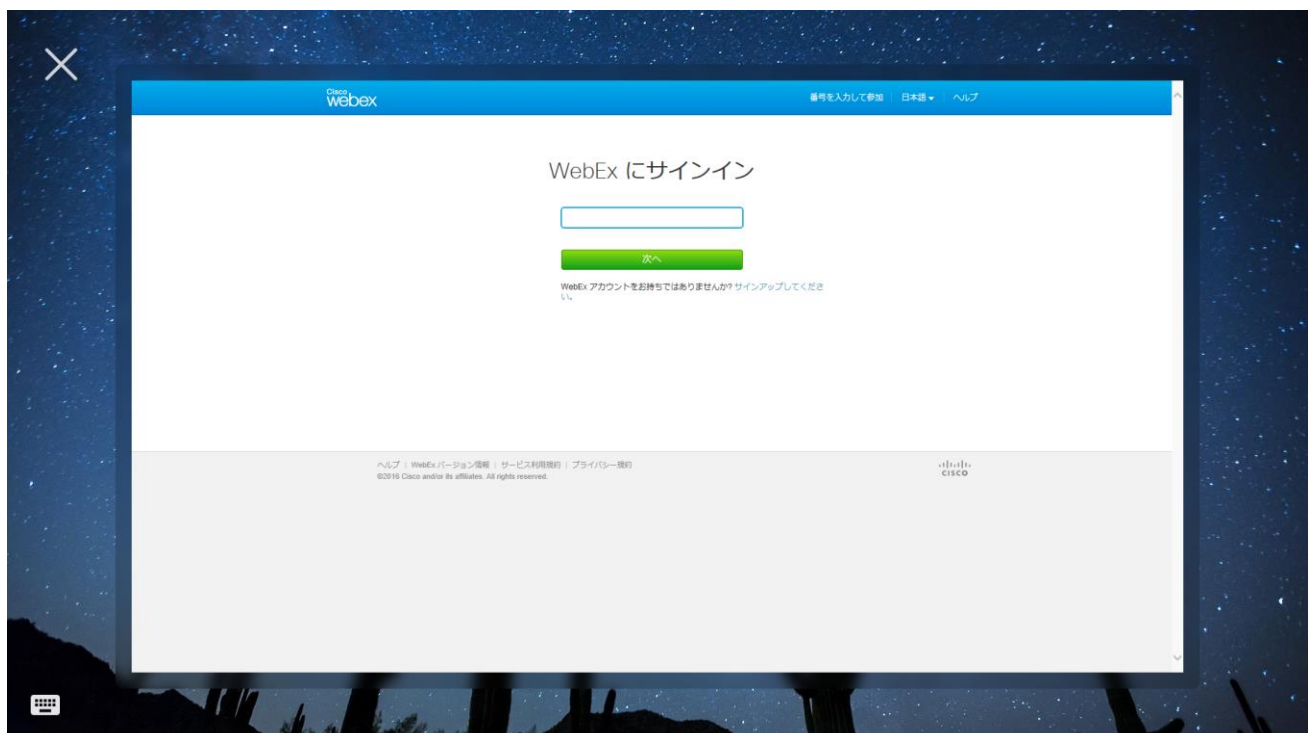 Cisco
webex
番号を入力して参加 | 日本語 ▾ | ヘルプ
WebEx にサインイン
次へ
WebEx アカウントをお持ちではありませんか? サインアップしてくださ
い。
ヘルプ | WebEx バージョン情報 | サービス利用規約 | プライバシー規約
©2016 Cisco and/or its affiliates. All rights reserved.
CISCO